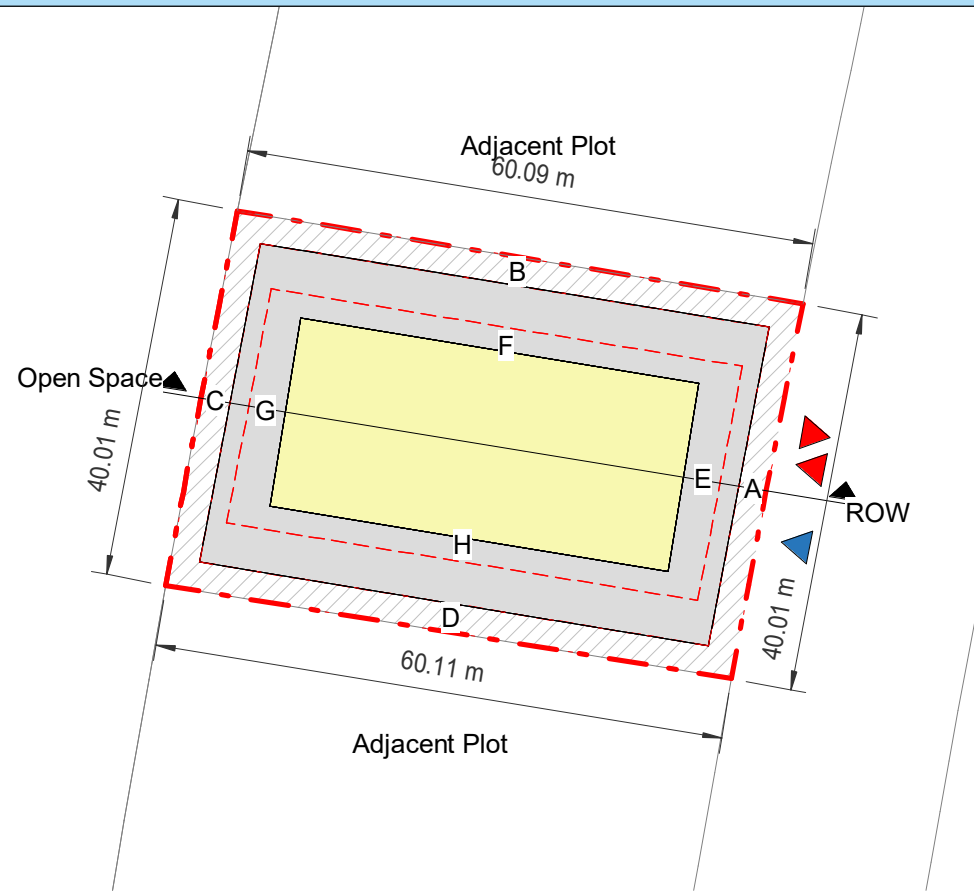 Adjacent Plot
60.09 m
B
F
Open Space
C
G
40.01 m
E
A
ROW
H
D
40.01 m
60.11 m
Adjacent Plot